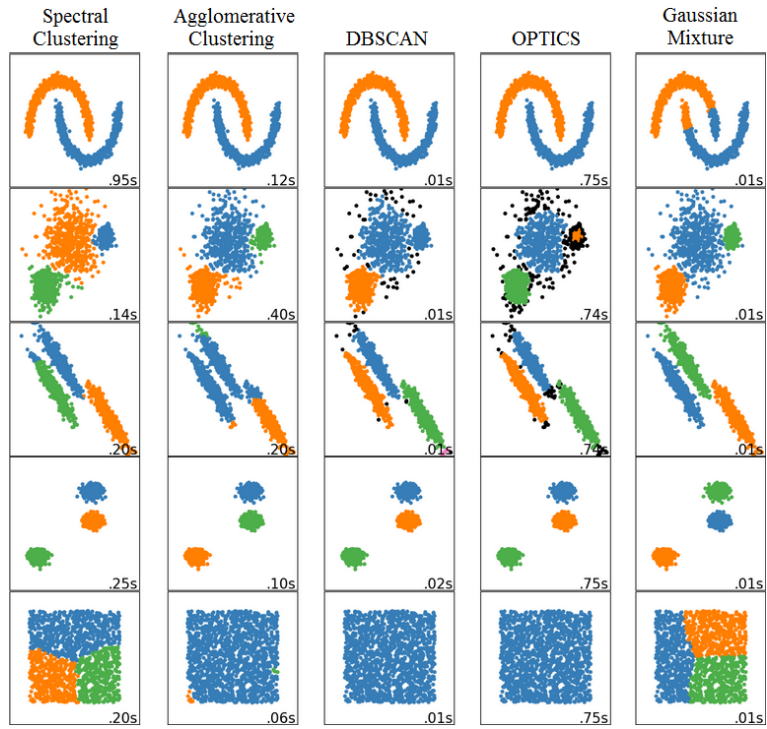 Spectral
Clustering
Agglomerative
Clustering
DBSCAN
OPTICS
Gaussian
Mixture
.95s
.12s
.01s
.75s
.01s
.14s
.40s
.01s
.74s
.01s
.20s
.20s
.01s
.74s
.01s
.25s
.10s
.02s
.75s
.01s
.20s
.06s
.01s
.75s
.01s